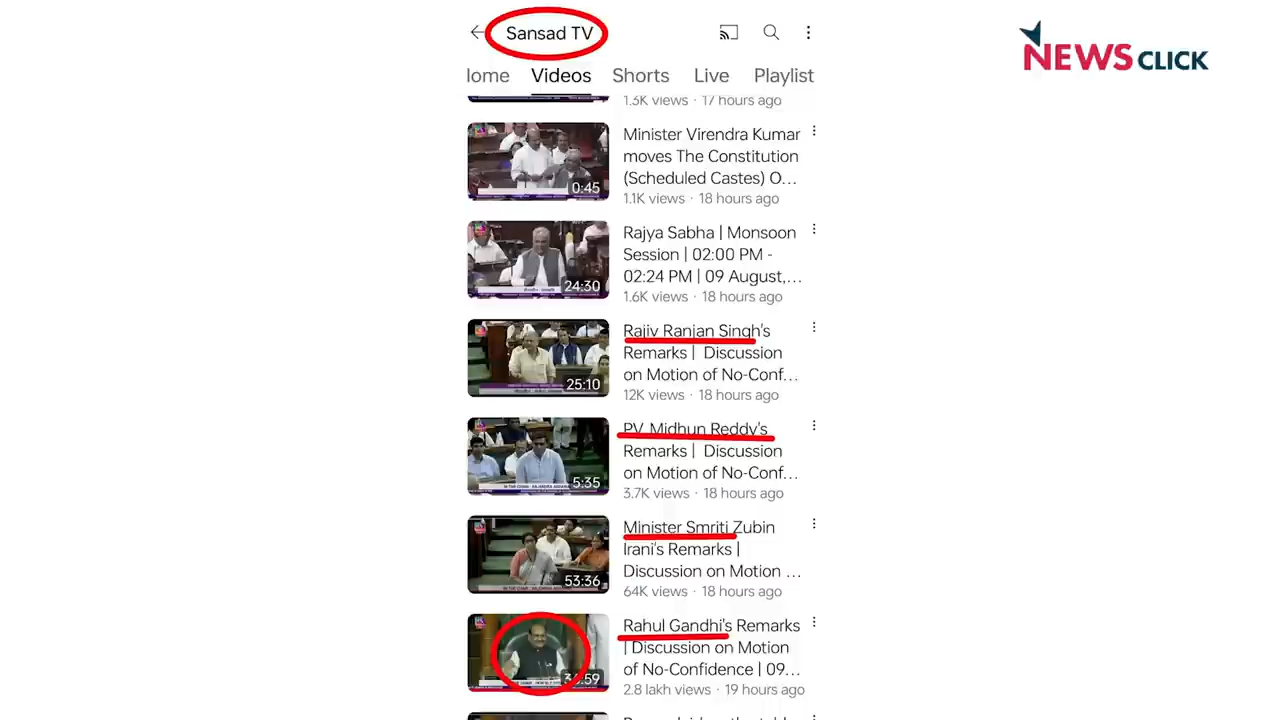 Sansad TV
NEWSCLICK
lome Videos Shorts Live Playlist
1.3K views · 17 hours ago
Minister Virendra Kumar
moves The Constitution
(Scheduled Castes) O...
0:45
1.1K views · 18 hours ago
Rajya Sabha | Monsoon
Session | 02:00 PM -
02:24 PM | 09 August,...
24:30
1.6K views · 18 hours ago
Rajiv Ranjan Singh's
Remarks | Discussion
on Motion of No-Conf...
25:10
12K views · 18 hours ago
PV. Midhun Reddy's
Remarks | Discussion
on Motion of No-Conf...
5:35
3.7K views · 18 hours ago
Minister Smriti Zubin
Irani's Remarks |
Discussion on Motion ...
53:36
64K views · 18 hours ago
Rahul Gandhi's Remarks
| Discussion on Motion
of No-Confidence | 09...
2.8 lakh views · 19 hours ago